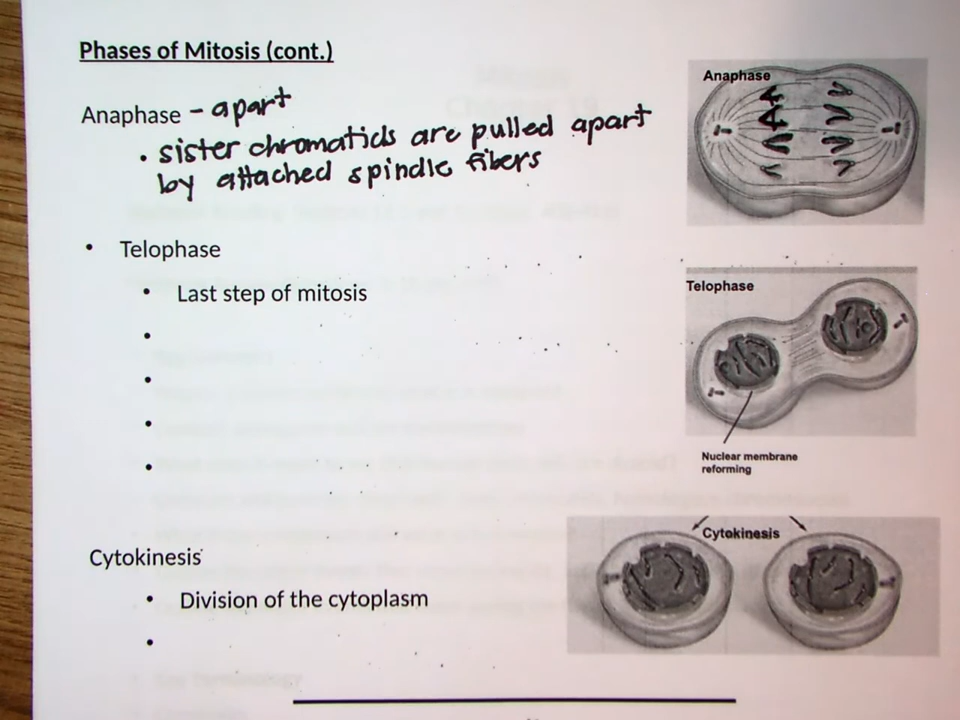 Phases of Mitosis (cont.)
Anaphase - apart
• sister chromatids are pulled apart
by attached spindle fibers
Anaphase
• Telophase
• Last step of mitosis
•
•
•
•
Telophase
Nuclear membrane
reforming
Cytokinesis
• Division of the cytoplasm
•
Cytokinesis